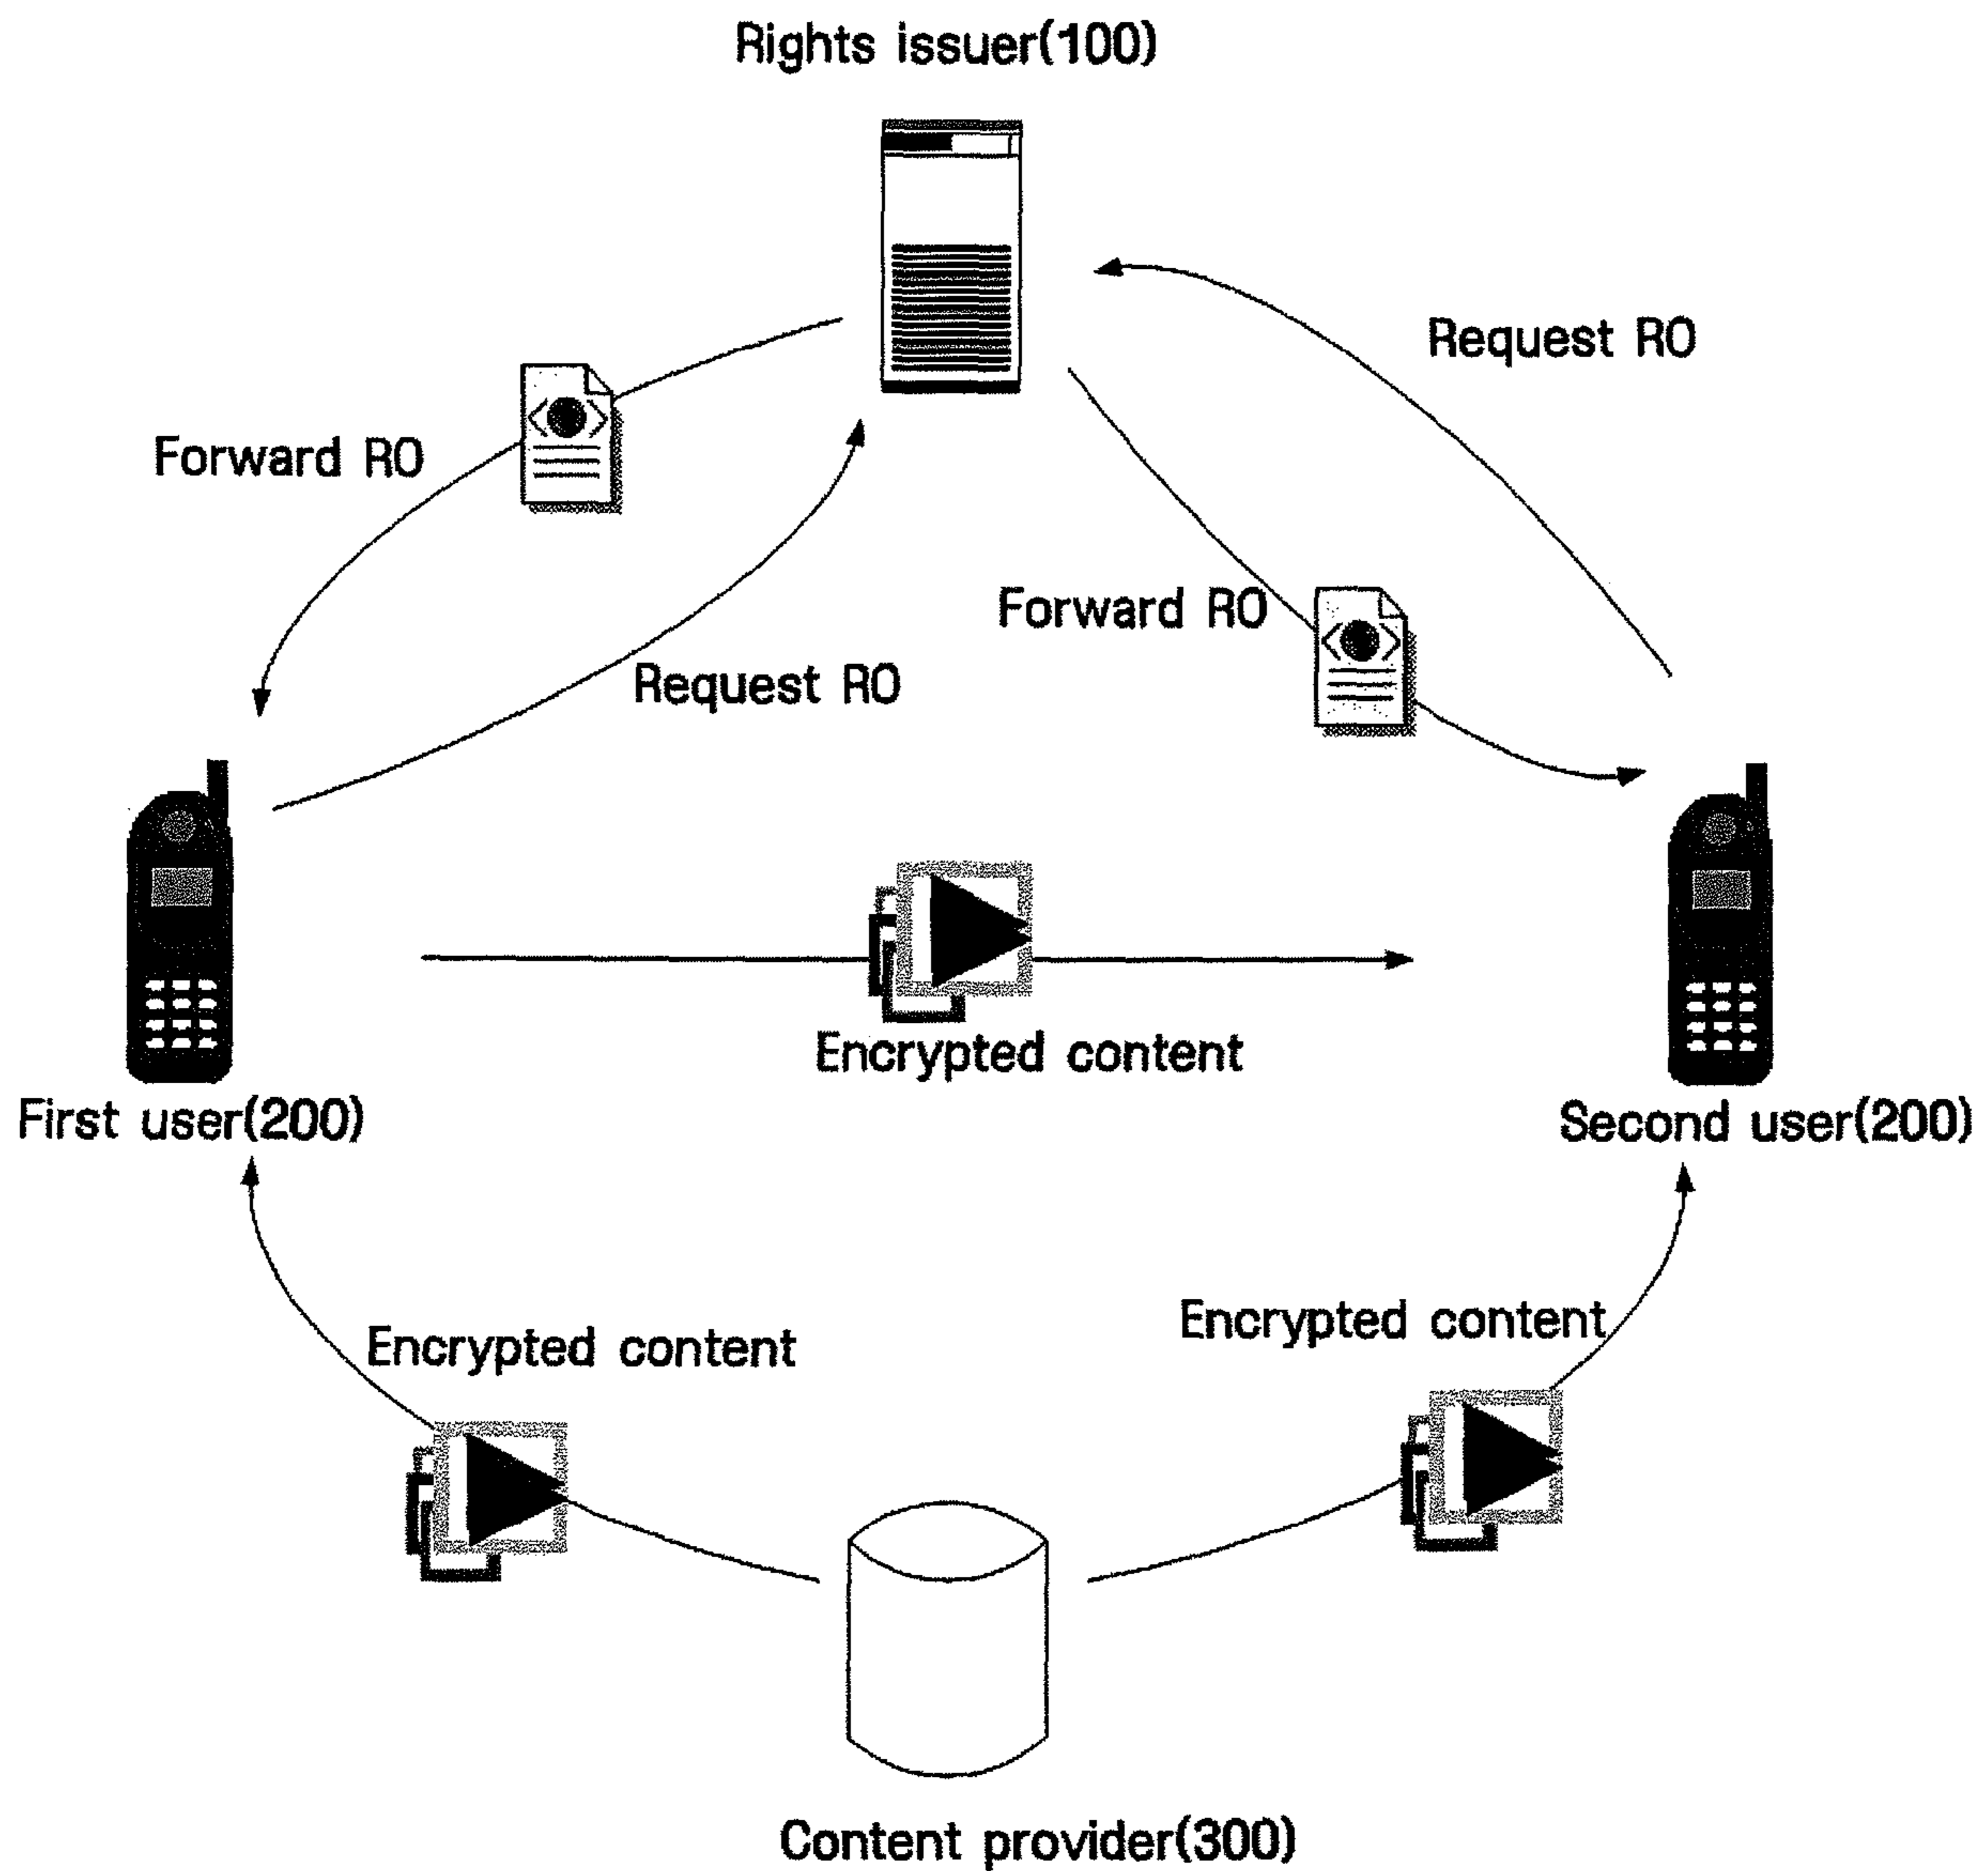 Rights issuer(100)
Request RO
Forward RO
Forward RO
Request RO
Encrypted content
First user(200)
Second user(200)
Encrypted content
Encrypted content
Content provider(300)